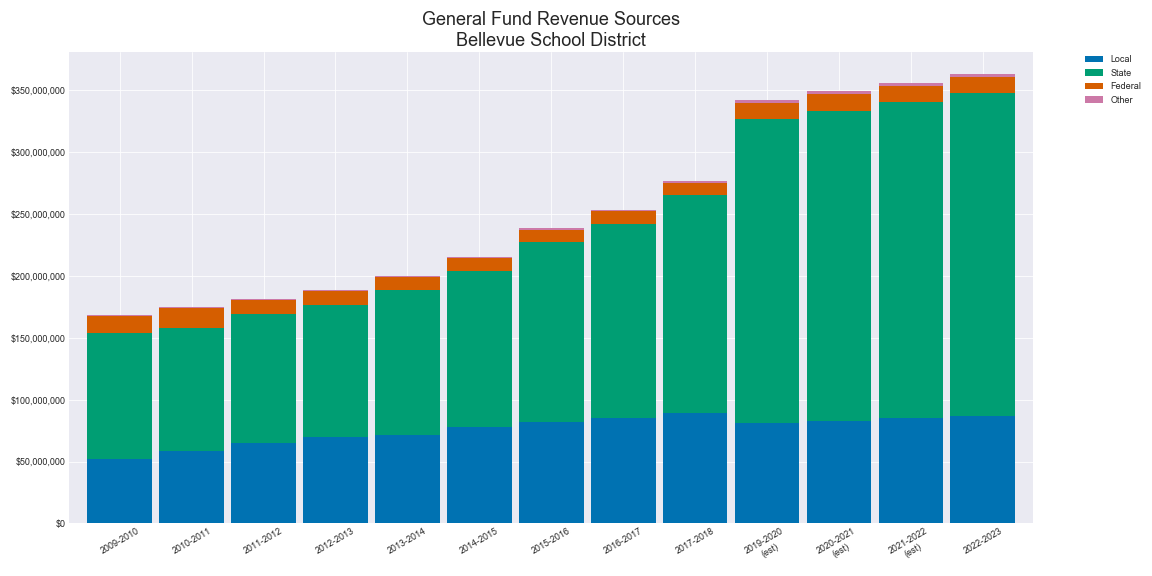 General Fund Revenue Sources
Bellevue School District
Local
State
Federal
Other
$350,000,000
$300,000,000
$250,000,000
$200,000,000
$150,000,000
$100,000,000
$50,000,000
$0
2009-2010
2010-2011
2011-2012
2012-2013
2013-2014
2014-2015
2015-2016
2016-2017
2017-2018
2019-2020
(est)
2020-2021
(est)
2021-2022
(est)
2022-2023